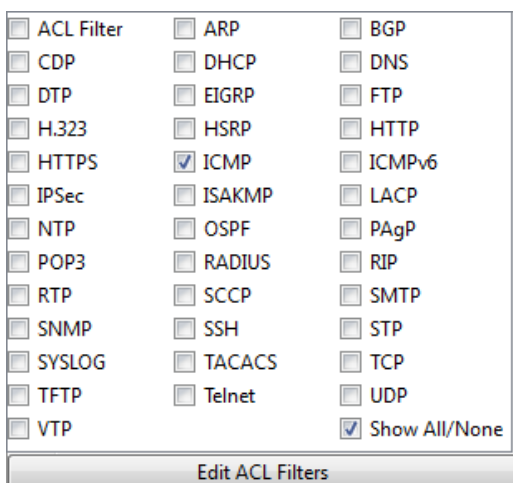 ACL Filter ARP BGP
CDP DHCP DNS
DTP EIGRP FTP
H.323 HSRP HTTP
HTTPS ICMP ICMPv6
IPSec ISAKMP LACP
NTP OSPF PAgP
POP3 RADIUS RIP
RTP SCCP SMTP
SNMP SSH STP
SYSLOG TACACS TCP
TFTP Telnet UDP
VTP Show All/None
Edit ACL Filters